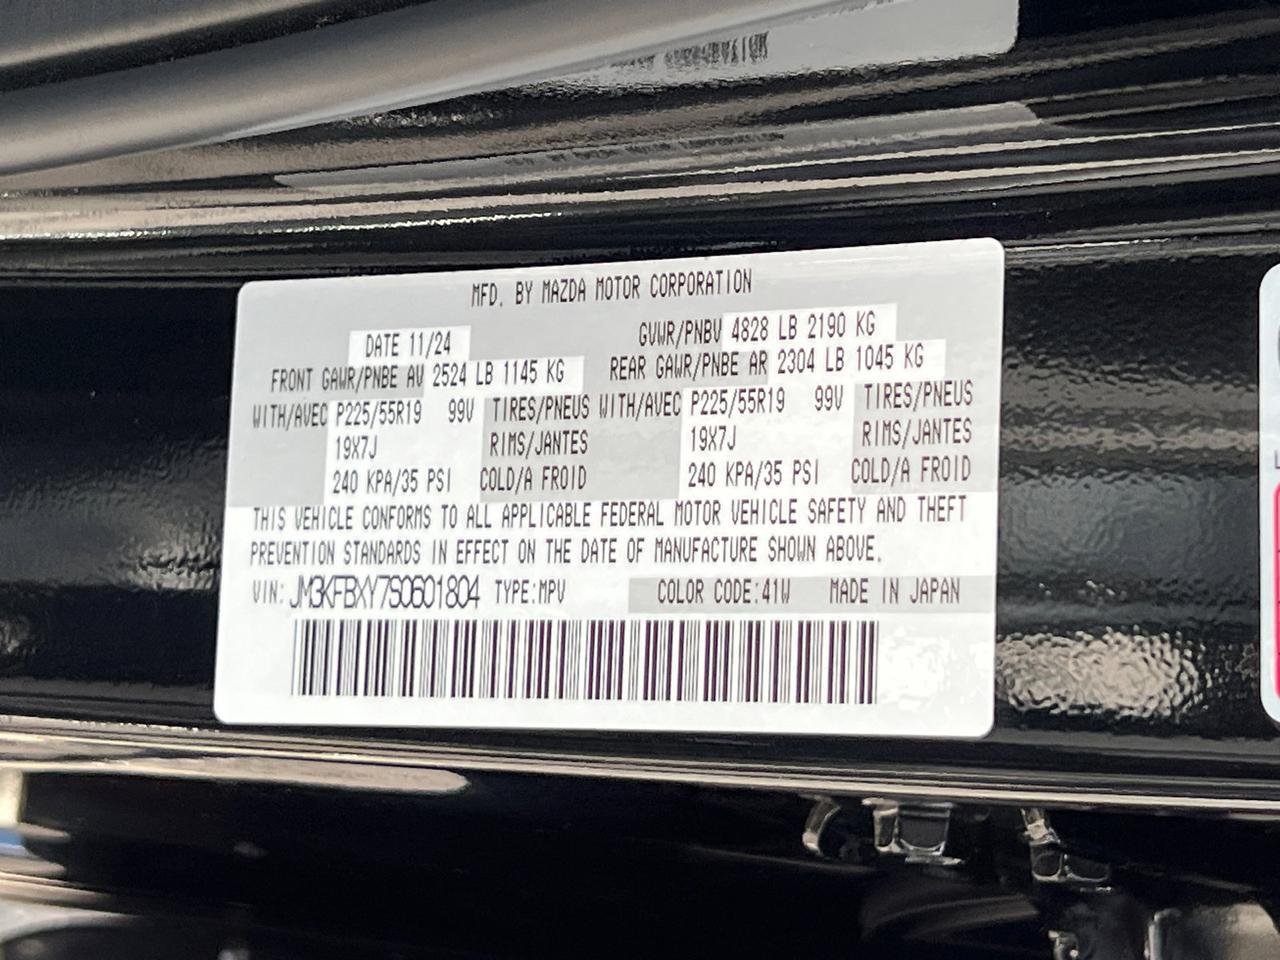 MFD. BY MAZDA MOTOR CORPORATION
DATE 11/24 GVWR/PNBV 4828 LB 2190 KG
FRONT GAWR/PNBE AV 2524 LB 1145 KG REAR GAWR/PNBE AR 2304 LB 1045 KG
WITH/AVEC P225/55R19 99V TIRES/PNEUS WITH/AVEC P225/55R19 99V TIRES/PNEUS
19X7J RIMS/JANTES 19X7J RIMS/JANTES
240 KPA/35 PSI COLD/A FROID 240 KPA/35 PSI COLD/A FROID
THIS VEHICLE CONFORMS TO ALL APPLICABLE FEDERAL MOTOR VEHICLE SAFETY AND THEFT
PREVENTION STANDARDS IN EFFECT ON THE DATE OF MANUFACTURE SHOWN ABOVE.
VIN: JM3KFBXY7S0601804 TYPE:MPV COLOR CODE:41W MADE IN JAPAN